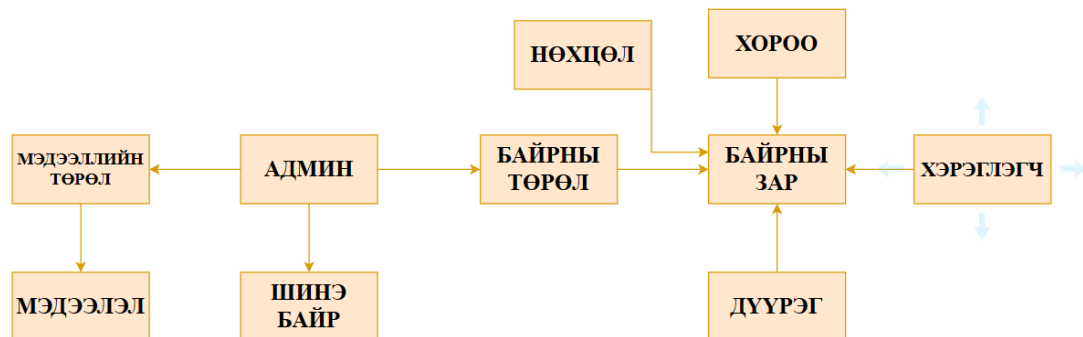 НӨХЦӨЛ
ХОРОО
МЭДЭЭЛЛИЙН
ТӨРӨЛ
АДМИН
БАЙРНЫ
ТӨРӨЛ
БАЙРНЫ
ЗАР
ХЭРЭГЛЭГЧ
МЭДЭЭЛЭЛ
ШИНЭ
БАЙР
ДҮҮРЭГ